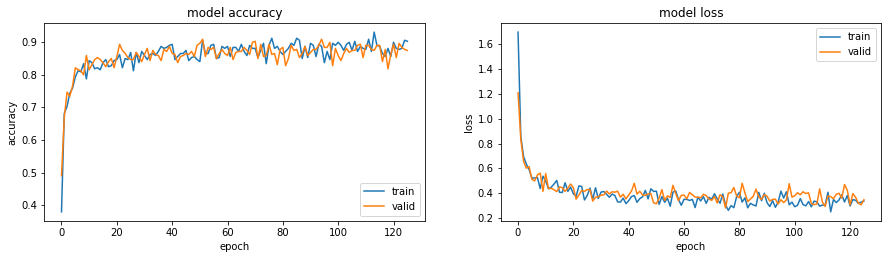 model accuracy
accuracy
0.9
0.8
0.7
0.6
0.5
0.4
0 20 40 60 80 100 120
epoch
train
valid
model loss
loss
1.6
1.4
1.2
1.0
0.8
0.6
0.4
0.2
0 20 40 60 80 100 120
epoch
train
valid